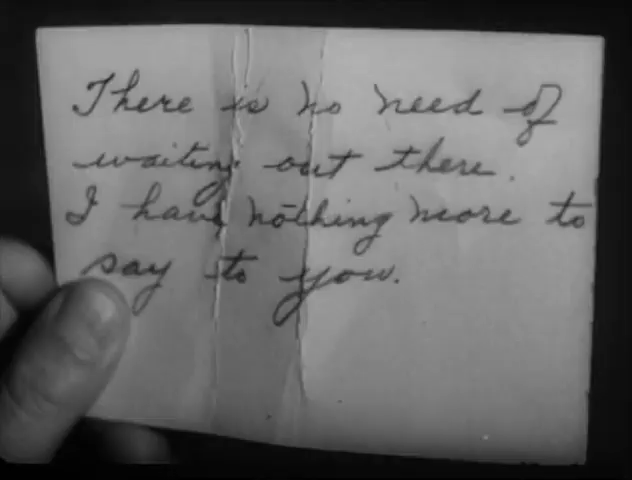 There is no need of
waiting out there.
I have nothing more to
say to you.